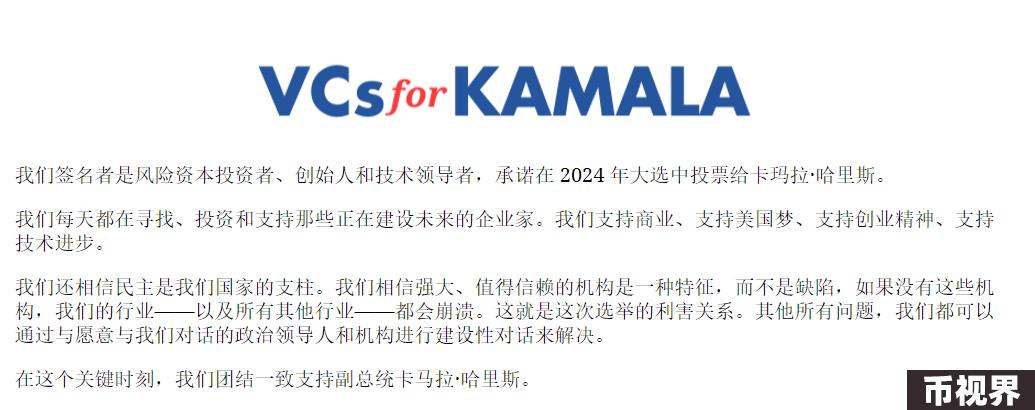 VCs for KAMALA
我们签名者是风险资本投资者、创始人和技术领导者，承诺在 2024 年大选中投票给卡玛拉·哈里斯。
我们每天都在寻找、投资和支持那些正在建设未来的企业家。我们支持商业、支持美国梦、支持创业精神、支持
技术进步。
我们还相信民主是我们国家的支柱。我们相信强大、值得信赖的机构是一种特征，而不是缺陷，如果没有这些机
构，我们的行业——以及所有其他行业——都会崩溃。这就是这次选举的利害关系。其他所有问题，我们都可以
通过与愿意与我们对话的政治领导人和机构进行建设性对话来解决。
在这个关键时刻，我们团结一致支持副总统卡马拉·哈里斯。
币视界